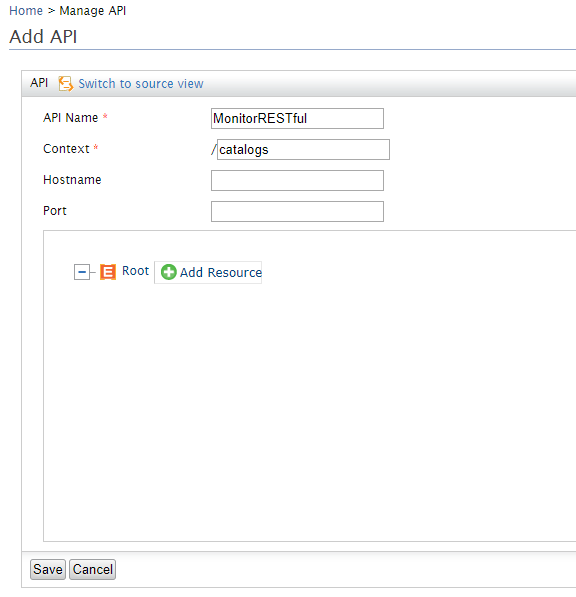 Home > Manage API
Add API
API Switch to source view
API Name *
MonitorRESTful
Context *
/catalogs
Hostname
Port
Root Add Resource
Save Cancel